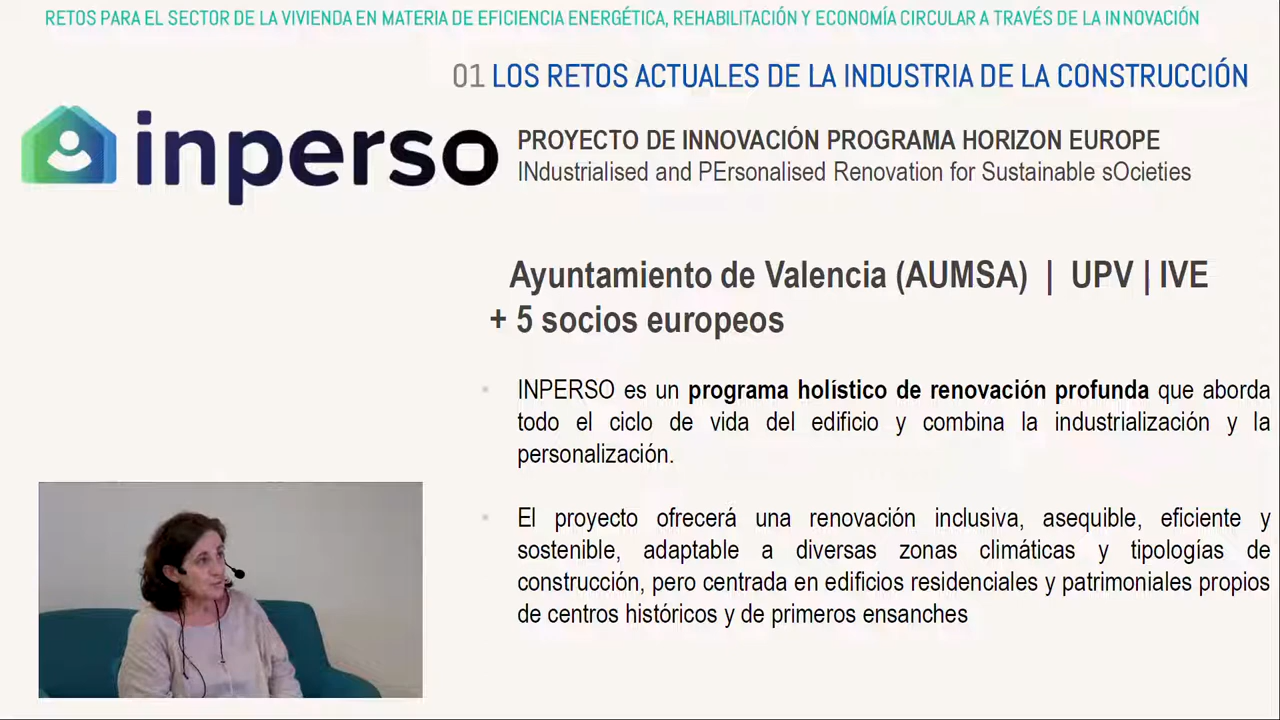 RETOS PARA EL SECTOR DE LA VIVIENDA EN MATERIA DE EFICIENCIA ENERGÉTICA, REHABILITACIÓN Y ECONOMÍA CIRCULAR A TRAVÉS DE LA INNOVACIÓN
01 LOS RETOS ACTUALES DE LA INDUSTRIA DE LA CONSTRUCCIÓN
inperso
PROYECTO DE INNOVACIÓN PROGRAMA HORIZON EUROPE
INdustrialised and PErsonalised Renovation for Sustainable sOcieties
Ayuntamiento de Valencia (AUMSA) | UPV | IVE
+ 5 socios europeos
INPERSO es un programa holístico de renovación profunda que aborda
todo el ciclo de vida del edificio y combina la industrialización y la
personalización.
El proyecto ofrecerá una renovación inclusiva, asequible, eficiente y
sostenible, adaptable a diversas zonas climáticas y tipologías de
construcción, pero centrada en edificios residenciales y patrimoniales propios
de centros históricos y de primeros ensanches